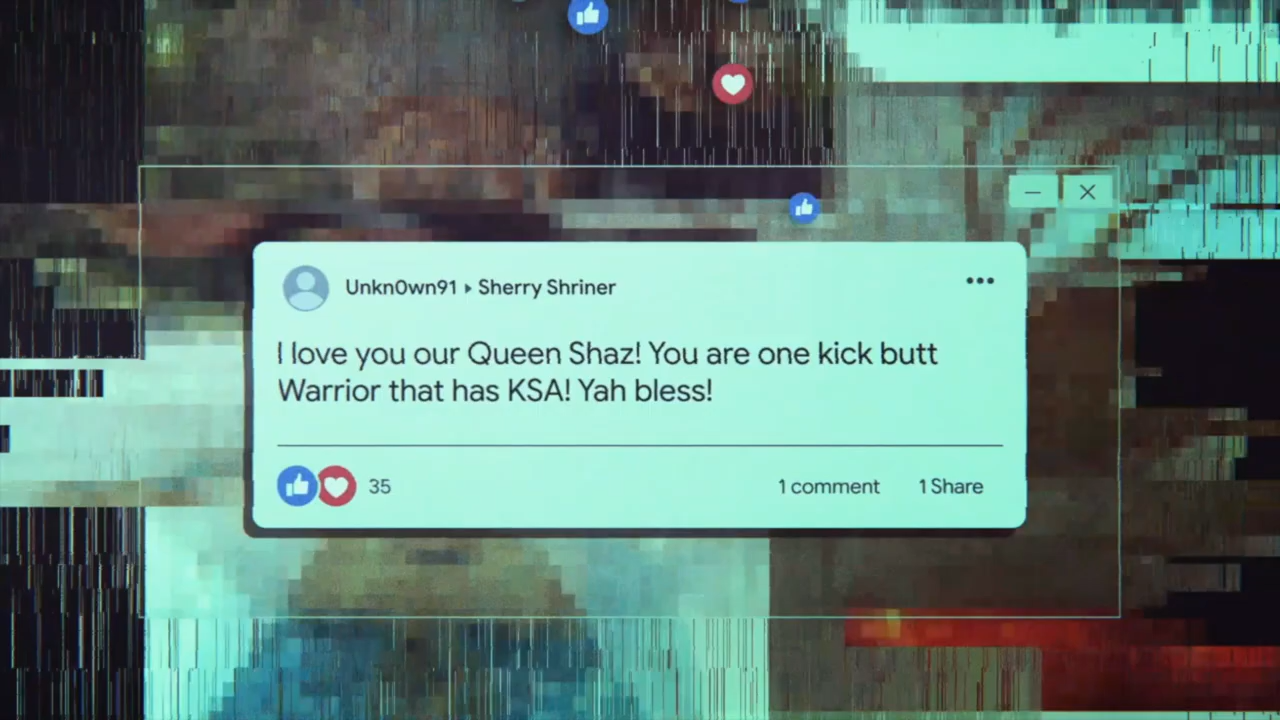 Unkn0wn91 ▸ Sherry Shriner
I love you our Queen Shaz! You are one kick butt
Warrior that has KSA! Yah bless!
35
1 comment
1 Share